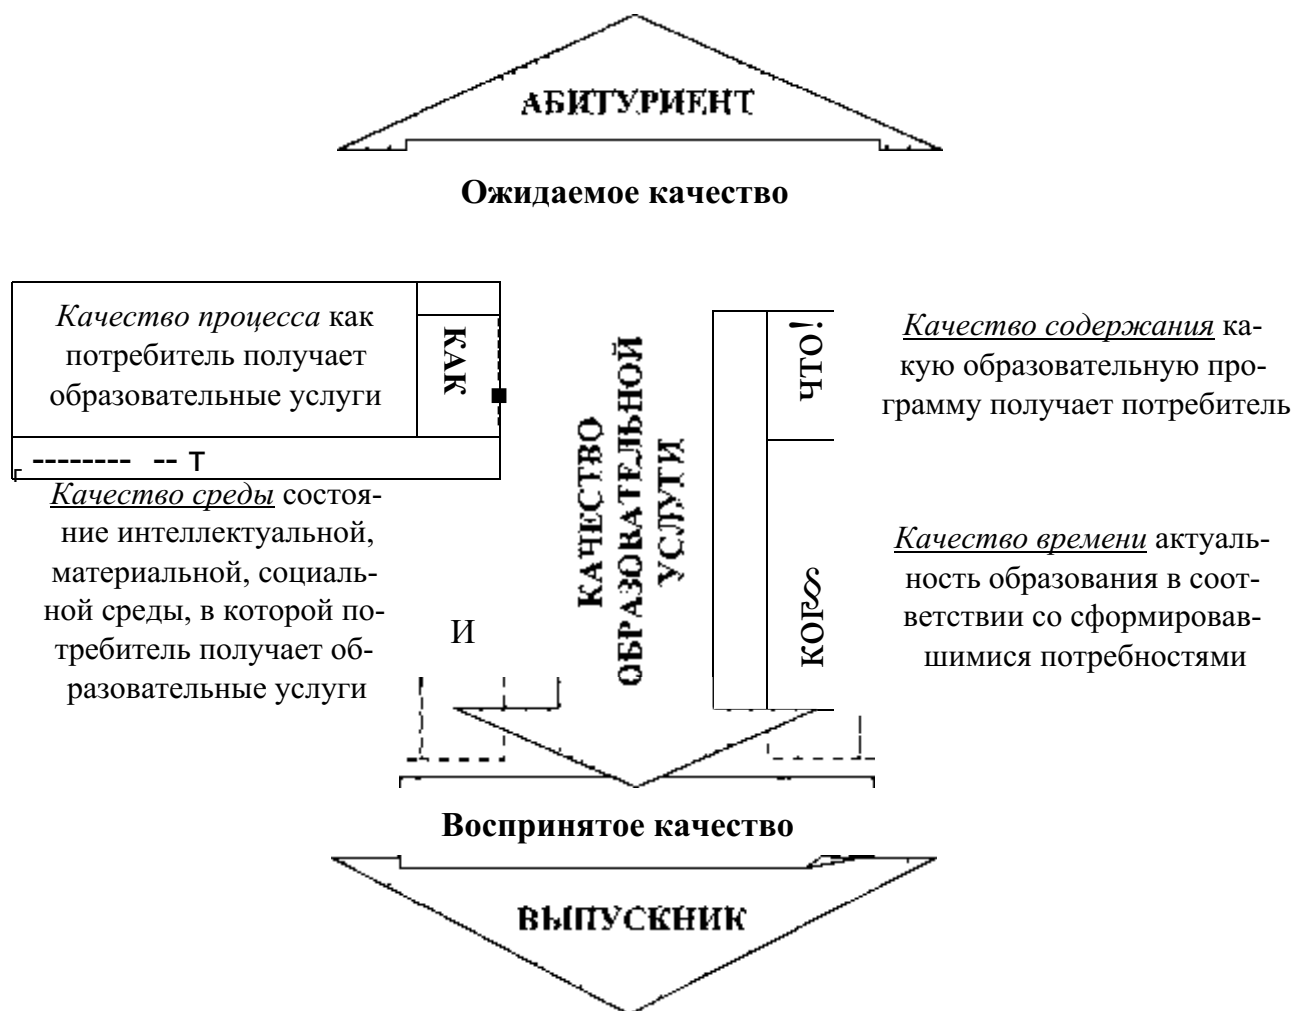 АБИТУРИЕНТ
Ожидаемое качество
Качество процесса как
потребитель получает
образовательные услуги
КАК
Качество среды состоя-
ние интеллектуальной,
материальной, социаль-
ной среды, в которой по-
требитель получает об-
разовательные услуги
И
КАЧЕСТВО
ОБРАЗОВАТЕЛЬНОЙ
УСЛУГИ
ЧТО!
КОГ§
Качество содержания ка-
кую образовательную про-
грамму получает потребитель
Качество времени актуаль-
ность образования в соот-
ветствии со сформировав-
шимися потребностями
Воспринятое качество
ВЫПУСКНИК